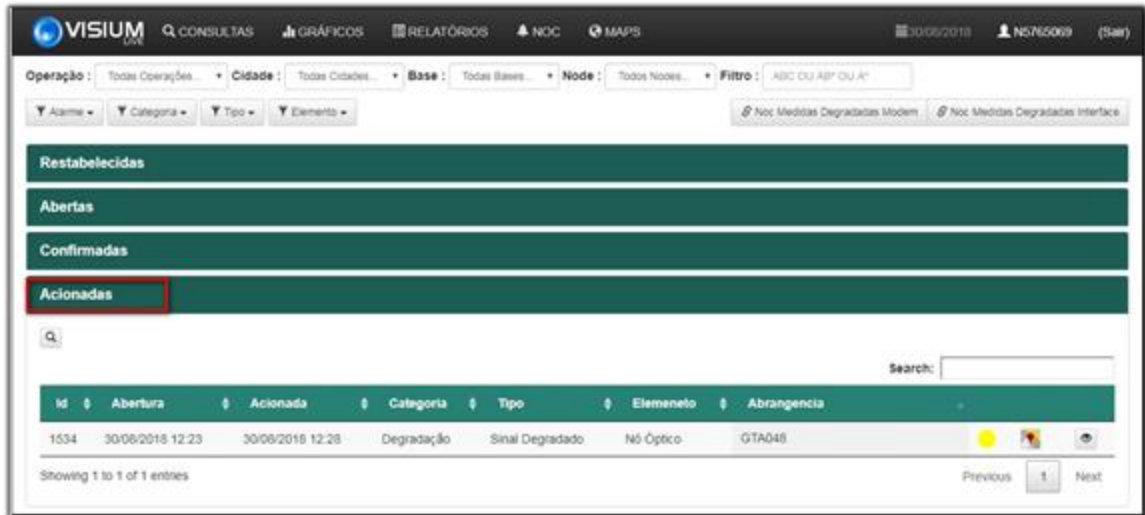 VISIUM LIVE CONSULTAS GRÁFICOS RELATÓRIOS NOC MAPS 30/08/2018 N5765069 (Sair)
Operação : Todas Operações... Cidade : Todas Cidades... Base : Todas Bases... Node : Todos Nodes... Filtro : ABC OU AB* OU A*
Alarme Categoria Tipo Elemento Noc Medidas Degradadas Modem Noc Medidas Degradadas Interface
Restabelecidas
Abertas
Confirmadas
Acionadas
Search:
Id Abertura Acionada Categoria Tipo Elemeneto Abrangencia
1534 30/08/2018 12:23 30/08/2018 12:28 Degradação Sinal Degradado Nó Óptico GTA048
Showing 1 to 1 of 1 entries Previous 1 Next